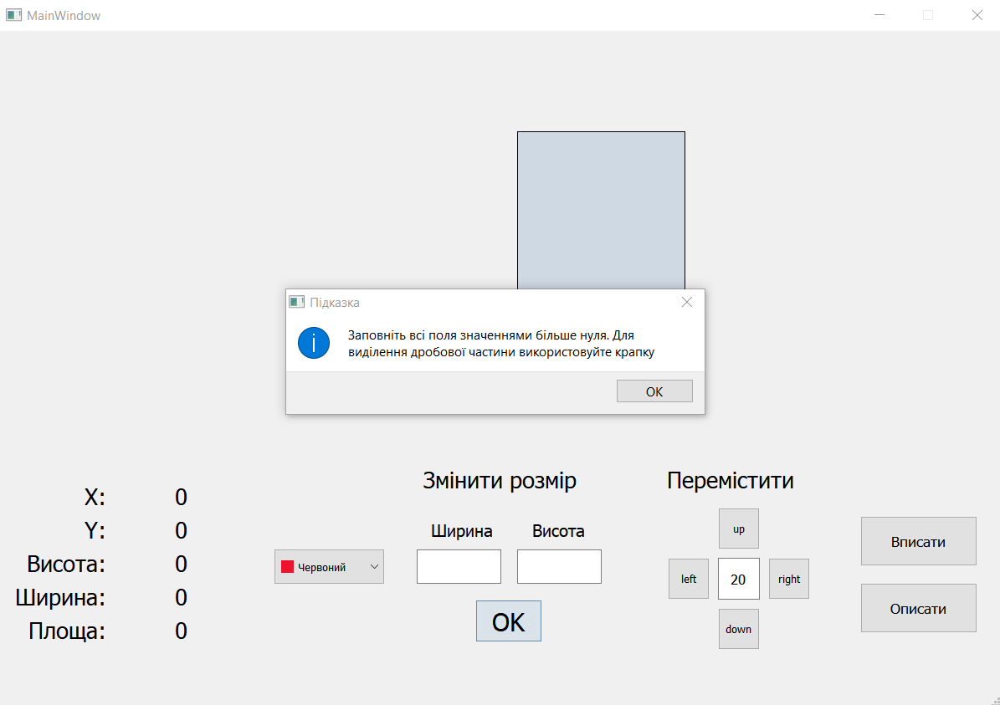 MainWindow
Підказка
Заповніть всі поля значеннями більше нуля. Для
виділення дробової частини використовуйте крапку
OK
Змінити розмір
Перемістити
X: 0
Y: 0
Висота: 0
Ширина: 0
Площа: 0
Червоний
Ширина
Висота
OK
up
left
20
right
down
Вписати
Описати